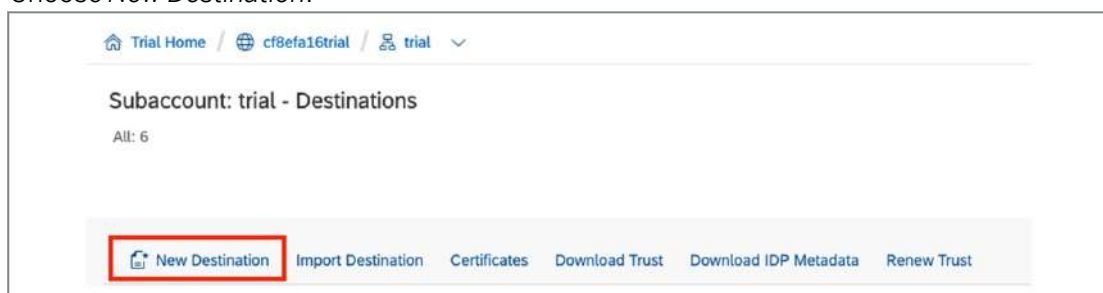 Choose New Destination.
Trial Home / cf8efa16trial / trial
Subaccount: trial - Destinations
All: 6
New Destination Import Destination Certificates Download Trust Download IDP Metadata Renew Trust